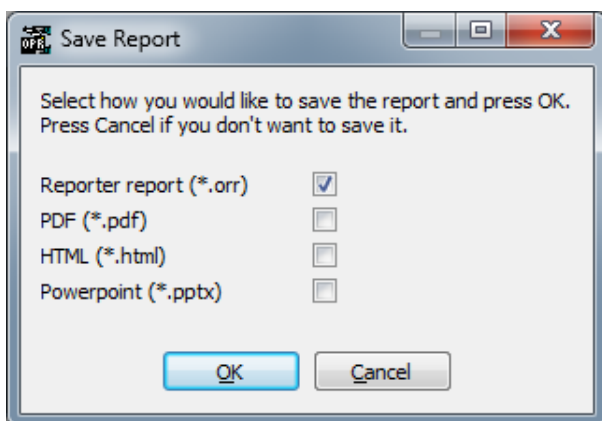 OPR
Save Report
Select how you would like to save the report and press OK.
Press Cancel if you don't want to save it.
Reporter report (*.orr)
PDF (*.pdf)
HTML (*.html)
Powerpoint (*.pptx)
OK
Cancel